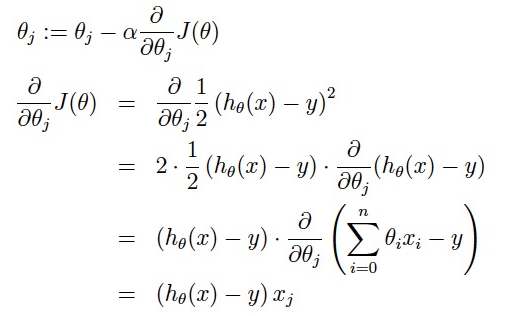 θ_j := θ_j − α ∂/∂θ_j J(θ)
∂/∂θ_j J(θ) = ∂/∂θ_j 1/2 (h_θ(x) − y)²
= 2 · 1/2 (h_θ(x) − y) · ∂/∂θ_j (h_θ(x) − y)
= (h_θ(x) − y) · ∂/∂θ_j (∑_{i=0}^{n} θ_i x_i − y)
= (h_θ(x) − y) x_j